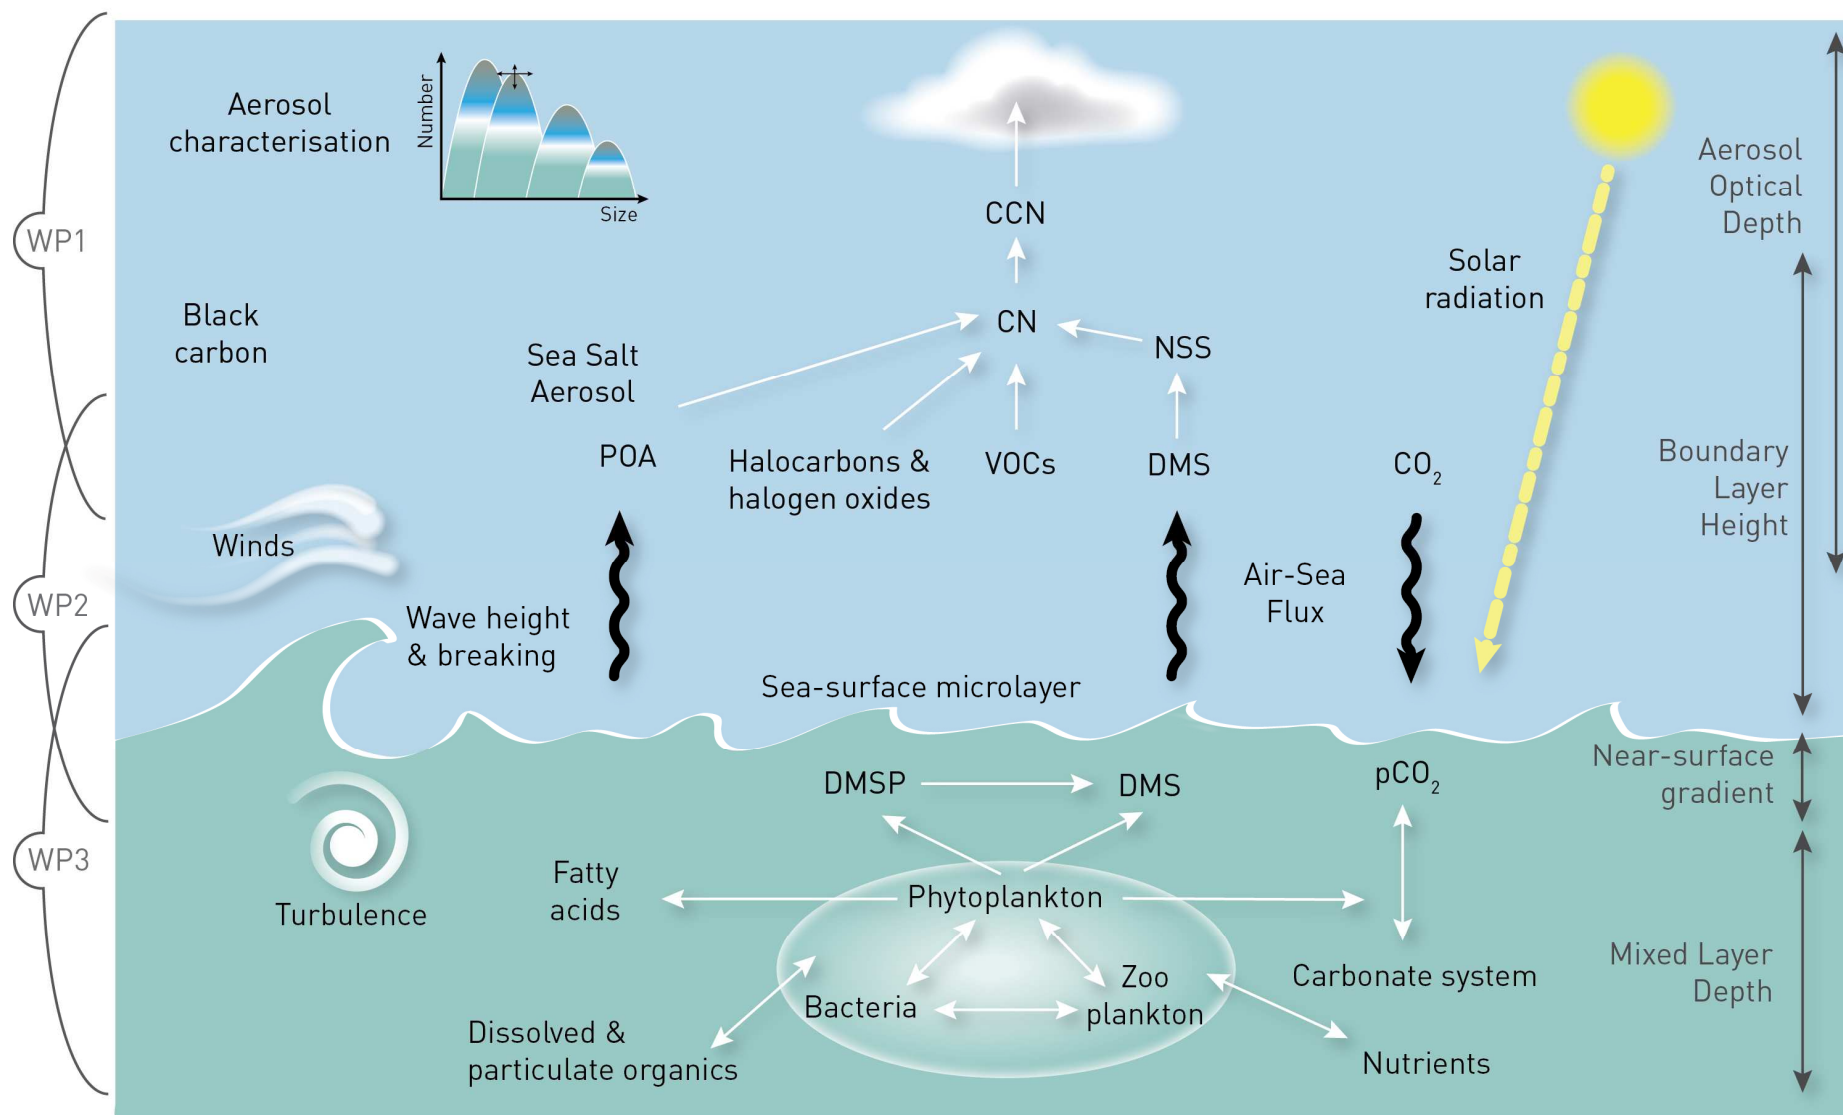 Aerosol
characterisation
Number
Size
Aerosol
Optical
Depth
CCN
WP1
Solar
radiation
Black
carbon
CN
NSS
Sea Salt
Aerosol
POA
Halocarbons &
halogen oxides
VOCs
DMS
CO2
Boundary
Layer
Height
Winds
WP2
Wave height
& breaking
Air-Sea
Flux
Sea-surface microlayer
Near-surface
gradient
DMSP
DMS
pCO2
WP3
Turbulence
Fatty
acids
Phytoplankton
Bacteria
Zoo
plankton
Carbonate system
Mixed Layer
Depth
Dissolved &
particulate organics
Nutrients